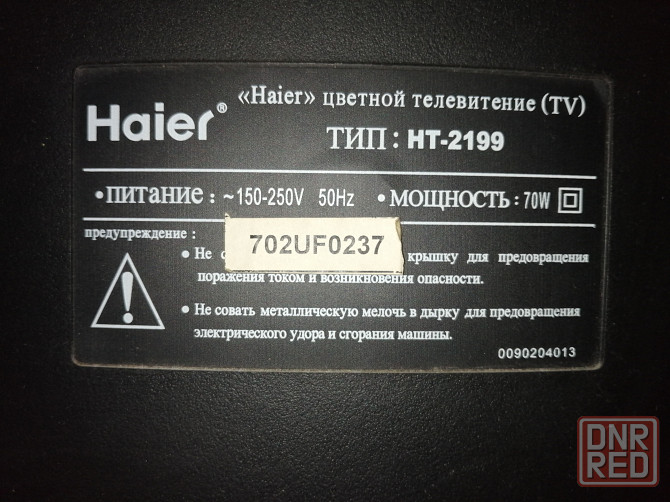 Haier® «Haier» цветной телевитение (TV)
ТИП : HT-2199
•ПИТАНИЕ : ~150-250V 50Hz •МОЩНОСТЬ : 70W
предупреждение :
702UF0237
• Не крышку для предовращения
поражения током и возникновения опасности.
• Не совать металлическую мелочь в дырку для предовращения
электрического удора и сгорания машины.
0090204013
DNR
RED